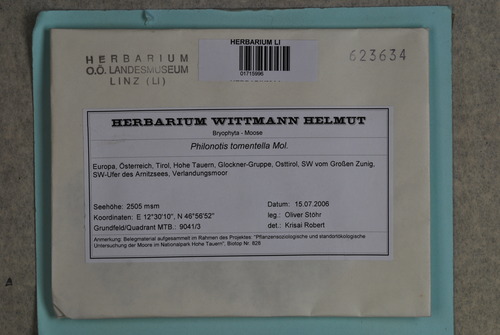 HERBARIUM
O.Ö. LANDESMUSEUM
LINZ (LI)
HERBARIUM LI
01715995
623634
HERBARIUM WITTMANN HELMUT
Bryophyta - Moose
Philonotis tomentella Mol.
Europa, Österreich, Tirol, Hohe Tauern, Glockner-Gruppe, Osttirol, SW vom Großen Zunig,
SW-Ufer des Arnitzsees, Verlandungsmoor
Seehöhe: 2505 msm
Datum: 15.07.2006
Koordinaten: E 12°30'10", N 46°56'52"
leg.: Oliver Stöhr
Grundfeld/Quadrant MTB.: 9041/3
det.: Krisai Robert
Anmerkung: Belegmaterial aufgesammelt im Rahmen des Projektes: "Pflanzensoziologische und standortökologische
Untersuchung der Moore im Nationalpark Hohe Tauern", Biotop Nr. 828